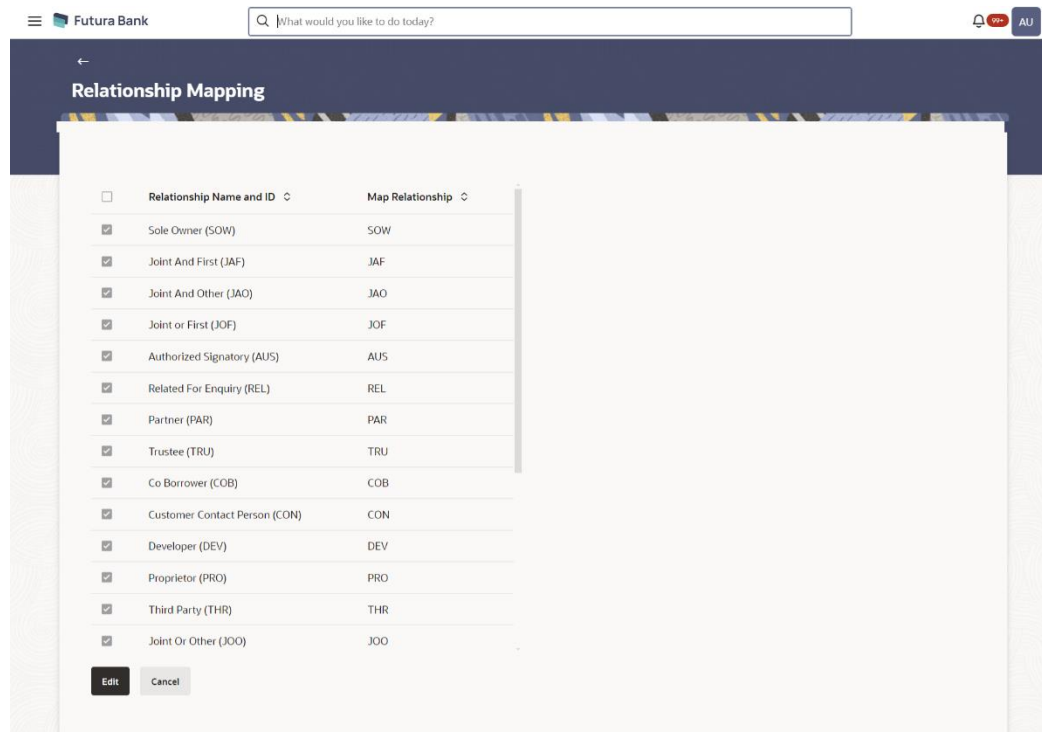 Futura Bank
What would you like to do today?
99+
AU
Relationship Mapping
Relationship Name and ID Map Relationship
Sole Owner (SOW) SOW
Joint And First (JAF) JAF
Joint And Other (JAO) JAO
Joint or First (JOF) JOF
Authorized Signatory (AUS) AUS
Related For Enquiry (REL) REL
Partner (PAR) PAR
Trustee (TRU) TRU
Co Borrower (COB) COB
Customer Contact Person (CON) CON
Developer (DEV) DEV
Proprietor (PRO) PRO
Third Party (THR) THR
Joint Or Other (JOO) JOO
Edit Cancel